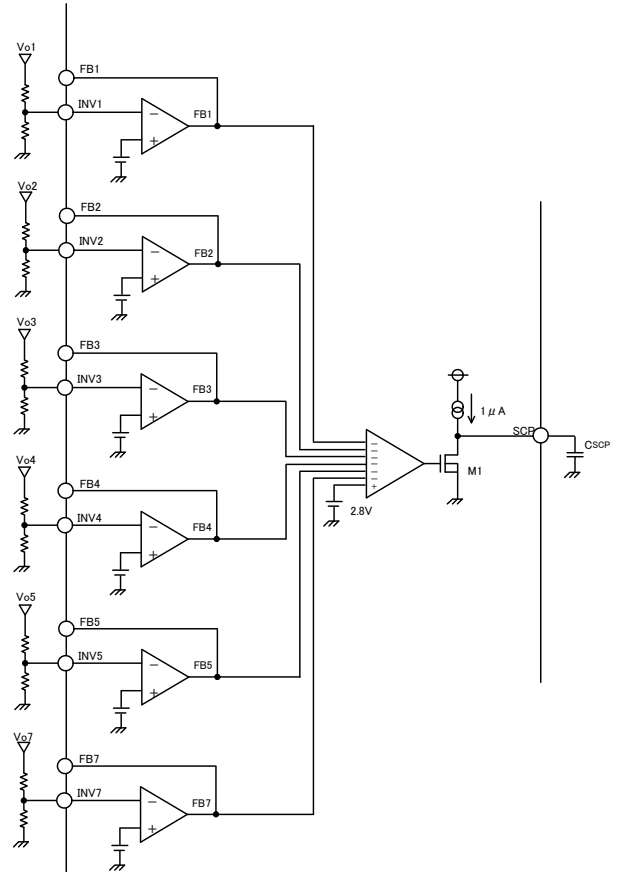 Vo1
FB1
INV1
FB1
−
+
Vo2
FB2
INV2
FB2
−
+
Vo3
FB3
INV3
FB3
−
+
1 μ A
SCP
CSCP
M1
−
−
−
−
−
−
+
2.8V
Vo4
FB4
INV4
FB4
−
+
Vo5
FB5
INV5
FB5
−
+
Vo7
FB7
INV7
FB7
−
+